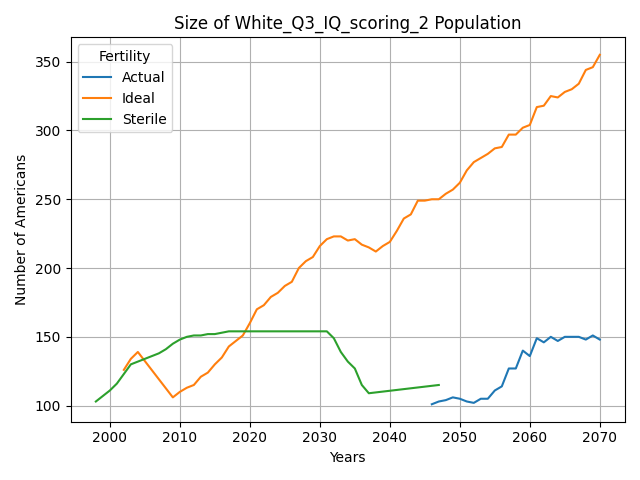 Size of White_Q3_IQ_scoring_2 Population
Fertility
Actual
Ideal
Sterile
Number of Americans
350
300
250
200
150
100
2000
2010
2020
2030
2040
2050
2060
2070
Years